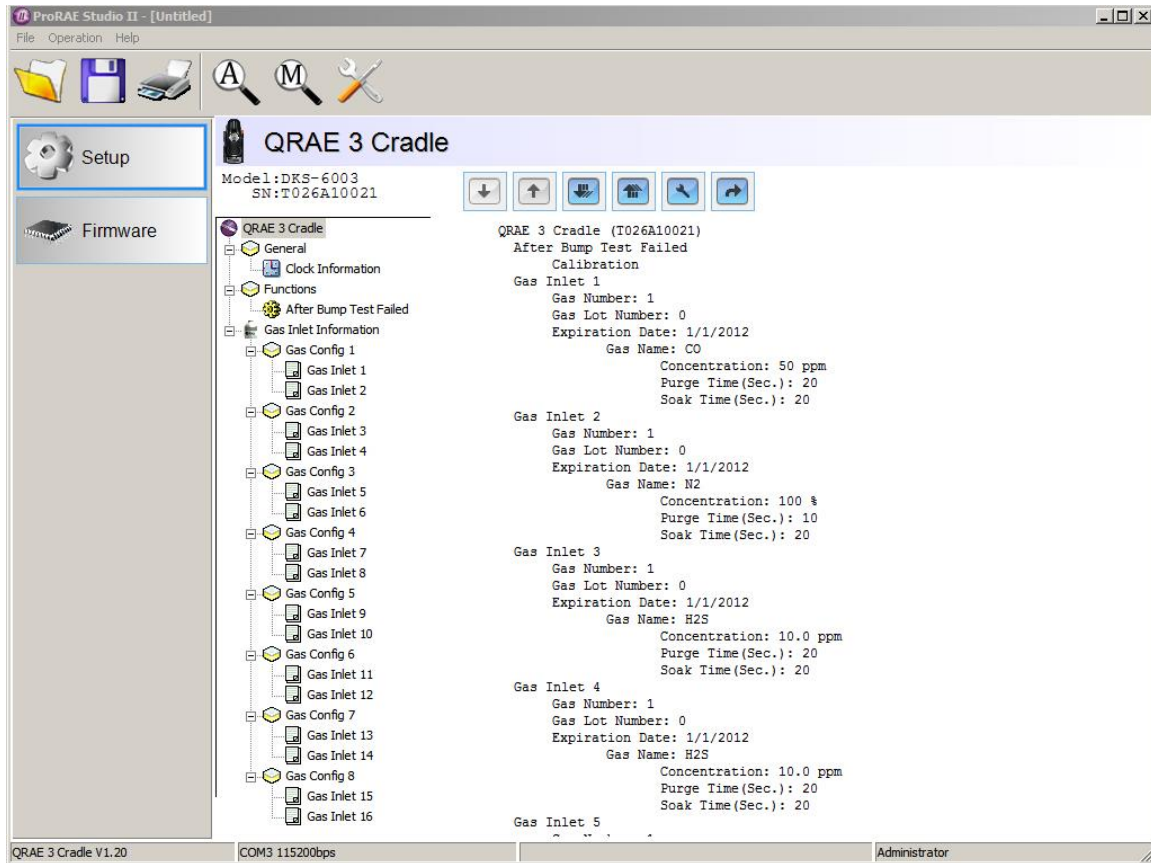 ProRAE Studio II - [Untitled]
File Operation Help
A
M
Setup
Firmware
QRAE 3 Cradle
Model:DKS-6003
SN:T026A10021
QRAE 3 Cradle
General
Clock Information
Functions
After Bump Test Failed
Gas Inlet Information
Gas Config 1
Gas Inlet 1
Gas Inlet 2
Gas Config 2
Gas Inlet 3
Gas Inlet 4
Gas Config 3
Gas Inlet 5
Gas Inlet 6
Gas Config 4
Gas Inlet 7
Gas Inlet 8
Gas Config 5
Gas Inlet 9
Gas Inlet 10
Gas Config 6
Gas Inlet 11
Gas Inlet 12
Gas Config 7
Gas Inlet 13
Gas Inlet 14
Gas Config 8
Gas Inlet 15
Gas Inlet 16
QRAE 3 Cradle (T026A10021)
After Bump Test Failed
Calibration
Gas Inlet 1
Gas Number: 1
Gas Lot Number: 0
Expiration Date: 1/1/2012
Gas Name: CO
Concentration: 50 ppm
Purge Time(Sec.): 20
Soak Time(Sec.): 20
Gas Inlet 2
Gas Number: 1
Gas Lot Number: 0
Expiration Date: 1/1/2012
Gas Name: N2
Concentration: 100 %
Purge Time(Sec.): 10
Soak Time(Sec.): 20
Gas Inlet 3
Gas Number: 1
Gas Lot Number: 0
Expiration Date: 1/1/2012
Gas Name: H2S
Concentration: 10.0 ppm
Purge Time(Sec.): 20
Soak Time(Sec.): 20
Gas Inlet 4
Gas Number: 1
Gas Lot Number: 0
Expiration Date: 1/1/2012
Gas Name: H2S
Concentration: 10.0 ppm
Purge Time(Sec.): 20
Soak Time(Sec.): 20
Gas Inlet 5
QRAE 3 Cradle V1.20
COM3 115200bps
Administrator